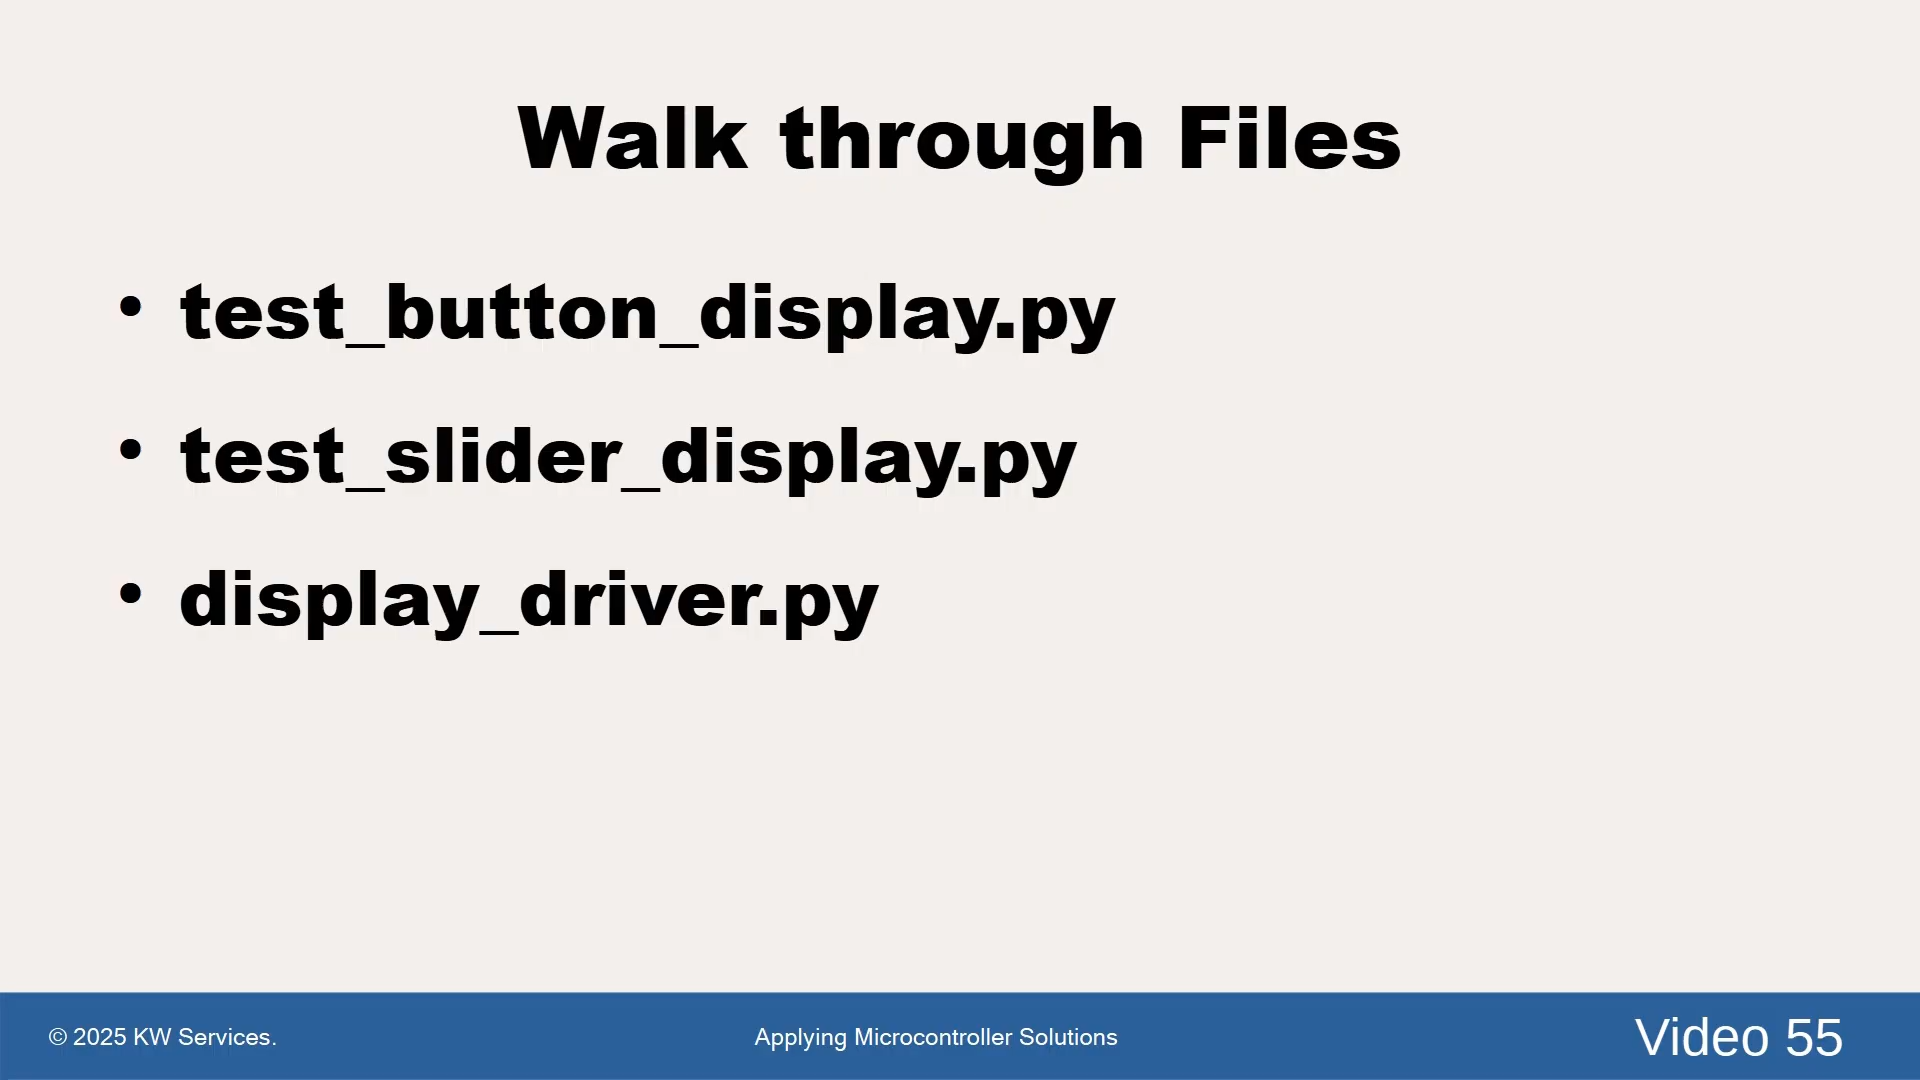 Walk through Files
• test_button_display.py
• test_slider_display.py
• display_driver.py
© 2025 KW Services.
Applying Microcontroller Solutions
Video 55